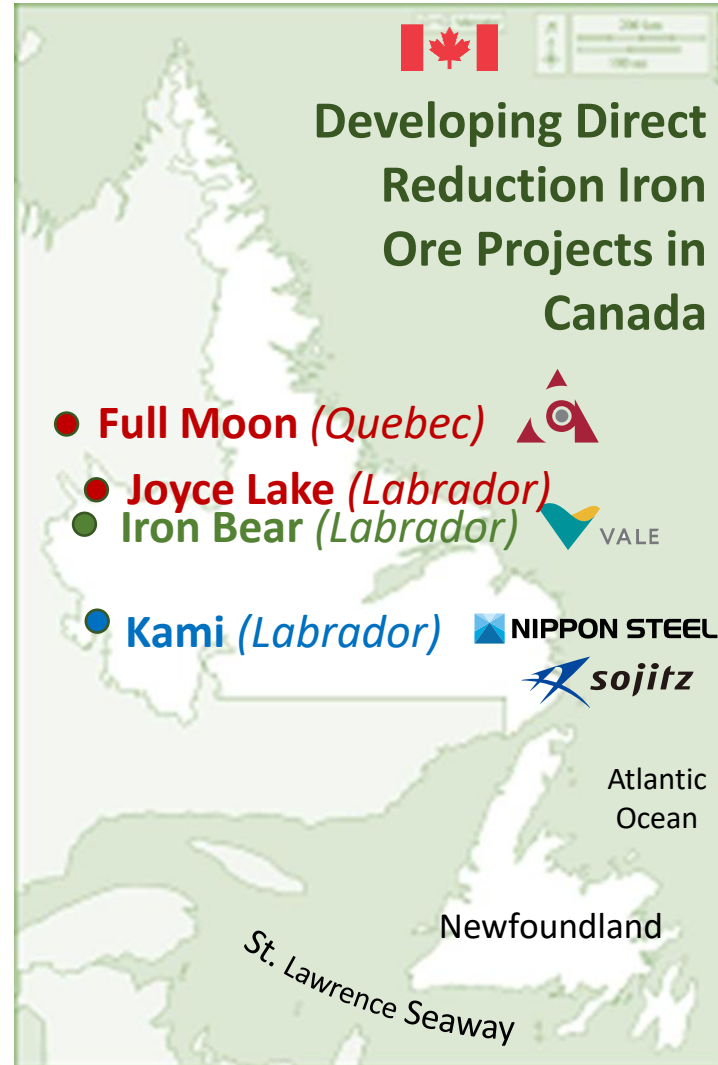 Developing Direct
Reduction Iron
Ore Projects in
Canada
Full Moon (Quebec)
Joyce Lake (Labrador)
Iron Bear (Labrador)
VALE
Kami (Labrador)
NIPPON STEEL
sojitz
Atlantic
Ocean
Newfoundland
St. Lawrence Seaway